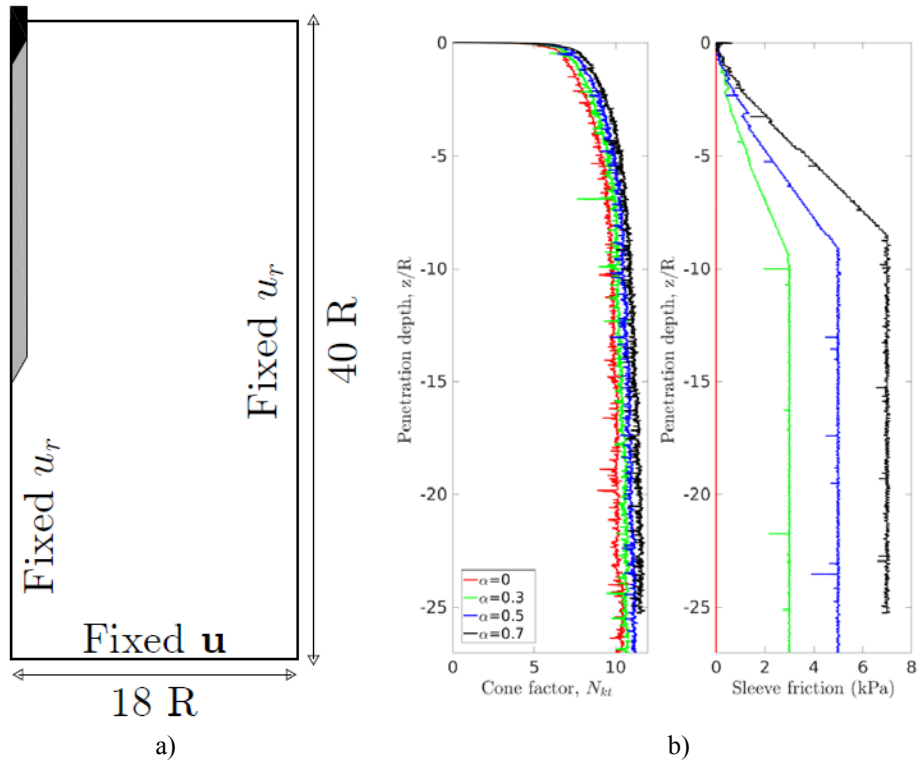 Fixed u_r
Fixed u_r
40 R
Fixed u
18 R
a)
0
-5
-10
-15
-20
-25
Penetration depth, z/R
α=0
α=0.3
α=0.5
α=0.7
0 5 10
Cone factor, N_kt
0
-5
-10
-15
-20
-25
Penetration depth, z/R
0 2 4 6 8
Sleeve friction (kPa)
b)